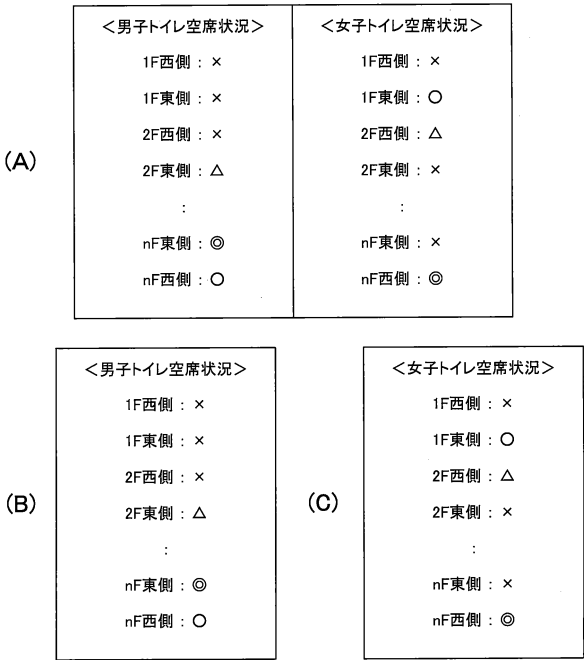 (A)
<男子トイレ空席状況>
1F西側:×
1F東側:×
2F西側:×
2F東側:△
:
nF東側:◎
nF西側:○
<女子トイレ空席状況>
1F西側:×
1F東側:○
2F西側:△
2F東側:×
:
nF東側:×
nF西側:◎
(B)
<男子トイレ空席状況>
1F西側:×
1F東側:×
2F西側:×
2F東側:△
:
nF東側:◎
nF西側:○
(C)
<女子トイレ空席状況>
1F西側:×
1F東側:○
2F西側:△
2F東側:×
:
nF東側:×
nF西側:◎